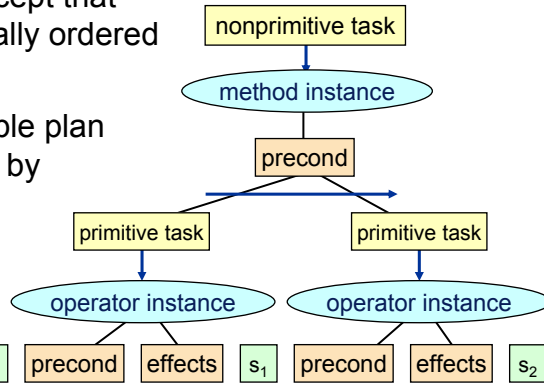 cept that
ally ordered
ble plan
by
nonprimitive task
method instance
precond
primitive task
primitive task
operator instance
operator instance
precond
effects
s₁
precond
effects
s₂